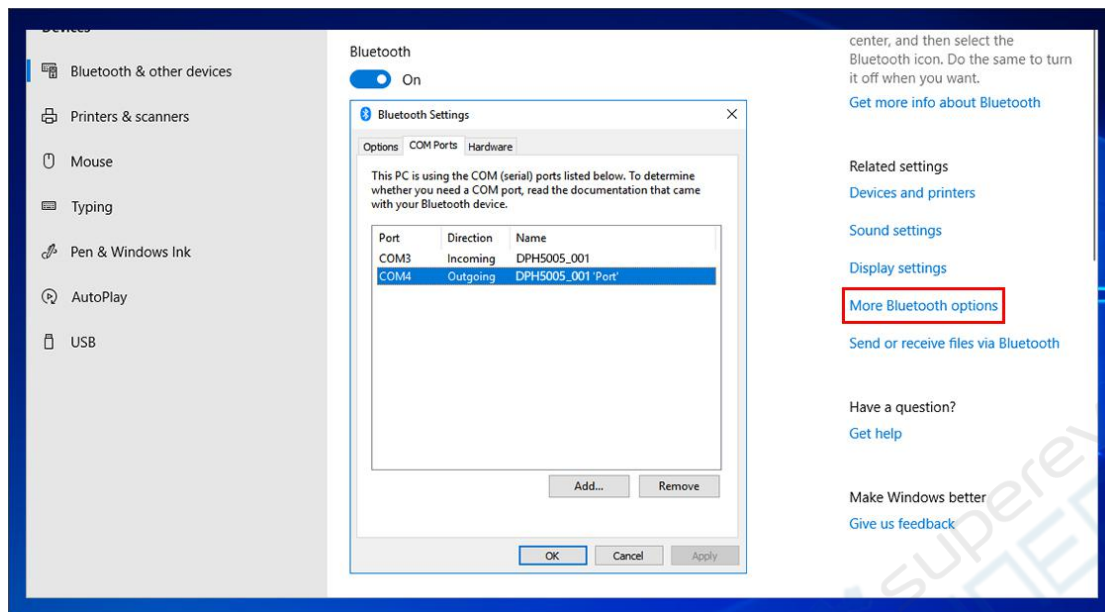 Devices
Bluetooth & other devices
Printers & scanners
Mouse
Typing
Pen & Windows Ink
AutoPlay
USB
Bluetooth
On
Bluetooth Settings
Options COM Ports Hardware
This PC is using the COM (serial) ports listed below. To determine
whether you need a COM port, read the documentation that came
with your Bluetooth device.
Port Direction Name
COM3 Incoming DPH5005_001
COM4 Outgoing DPH5005_001 'Port'
Add... Remove
OK Cancel Apply
center, and then select the
Bluetooth icon. Do the same to turn
it off when you want.
Get more info about Bluetooth
Related settings
Devices and printers
Sound settings
Display settings
More Bluetooth options
Send or receive files via Bluetooth
Have a question?
Get help
Make Windows better
Give us feedback